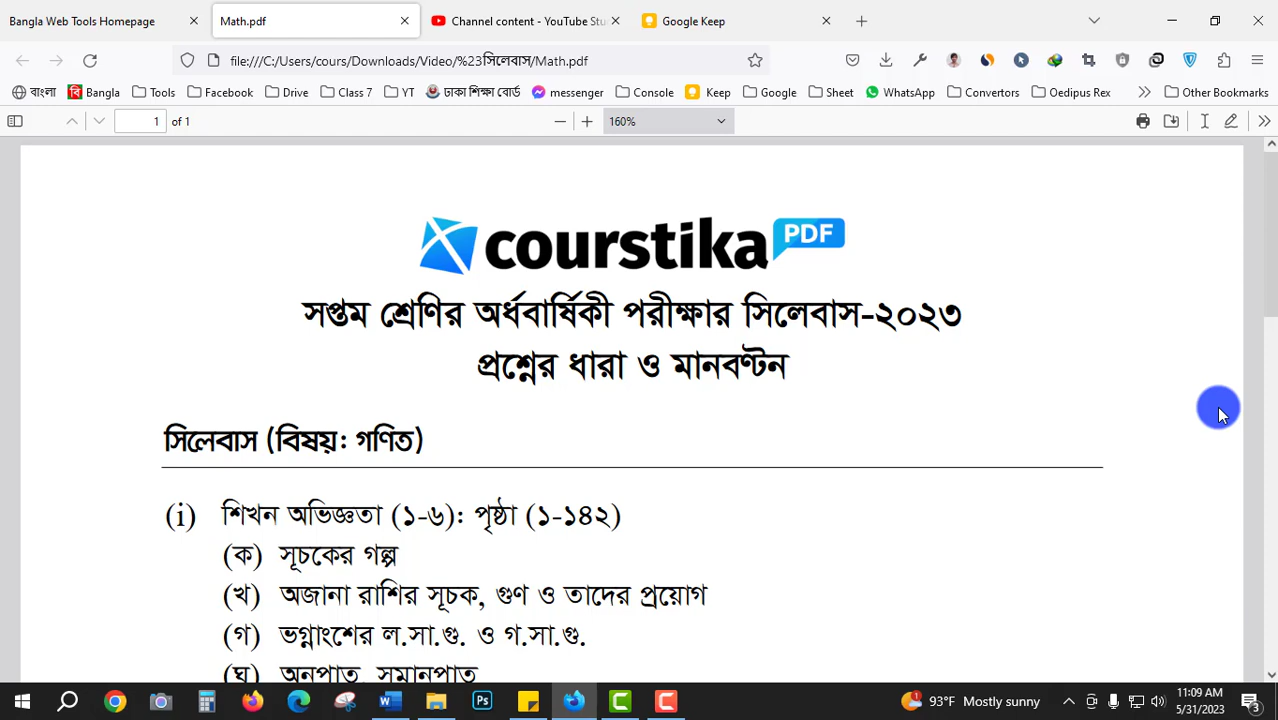 Bangla Web Tools Homepage
Math.pdf
Channel content - YouTube Stu
Google Keep
file:///C:/Users/cours/Downloads/Video/%23সিলেবাস/Math.pdf
বাংলা
Bangla
Tools
Facebook
Drive
Class 7
YT
ঢাকা শিক্ষা বোর্ড
messenger
Console
Keep
Google
Sheet
WhatsApp
Convertors
Oedipus Rex
Other Bookmarks
1 of 1
160%
courstika PDF
সপ্তম শ্রেণির অর্ধবার্ষিকী পরীক্ষার সিলেবাস-২০২৩
প্রশ্নের ধারা ও মানবণ্টন
সিলেবাস (বিষয়: গণিত)
(i) শিখন অভিজ্ঞতা (১-৬): পৃষ্ঠা (১-১৪২)
(ক) সূচকের গল্প
(খ) অজানা রাশির সূচক, গুণ ও তাদের প্রয়োগ
(গ) ভগ্নাংশের ল.সা.গু. ও গ.সা.গু.
(ঘ) অনুপাত, সমানুপাত
93°F Mostly sunny
11:09 AM
5/31/2023
3